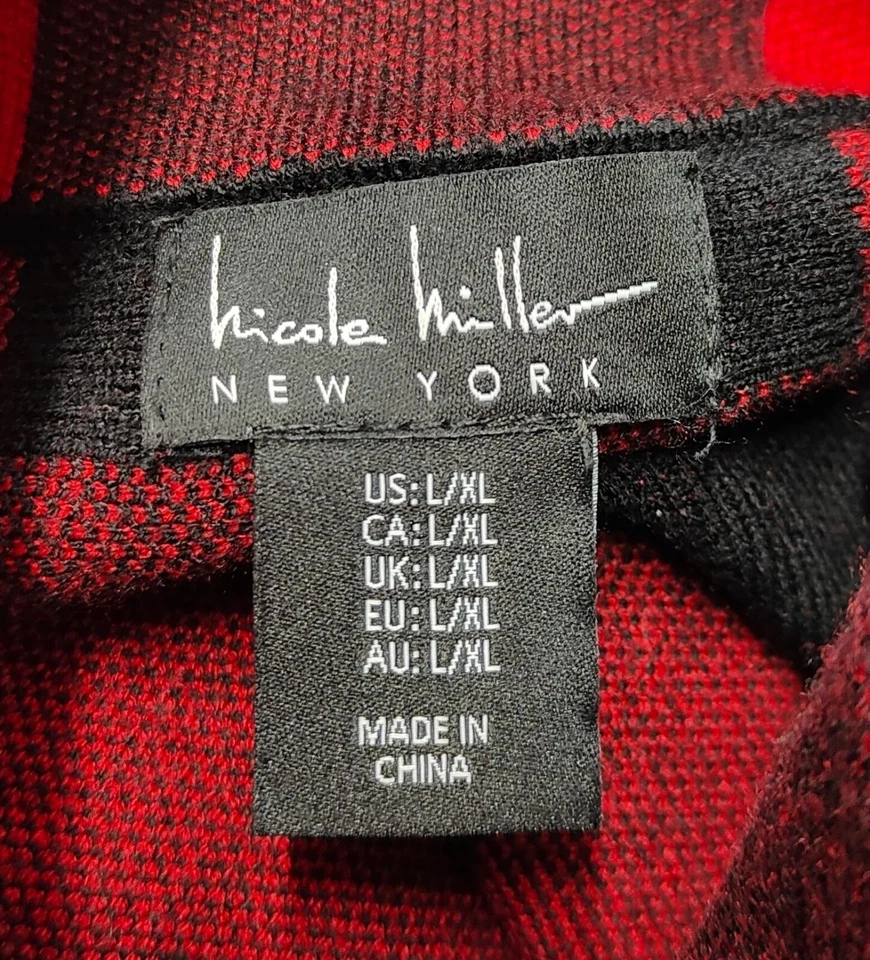 Nicole Miller
NEW YORK
US: L/XL
CA: L/XL
UK: L/XL
EU: L/XL
AU: L/XL
MADE IN
CHINA